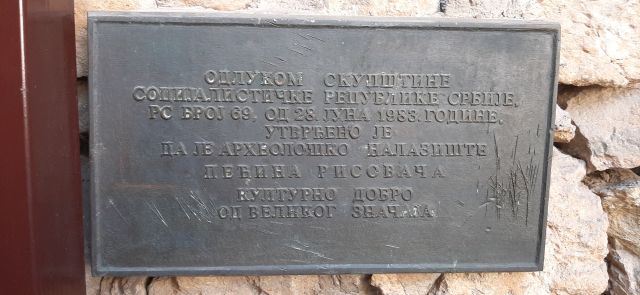 ОДЛУКОМ СКУПШТИНЕ
СОЦИЈАЛИСТИЧКЕ РЕПУБЛИКЕ СРБИЈЕ,
РС БРОЈ 69. ОД 28. ЈУНА 1983. ГОДИНЕ,
УТВРЂЕНО ЈЕ
ДА ЈЕ АРХЕОЛОШКО НАЛАЗИШТЕ
ПЕЋИНА РИСОВАЧА
КУЛТУРНО ДОБРО
ОД ВЕЛИКОГ ЗНАЧАЈА